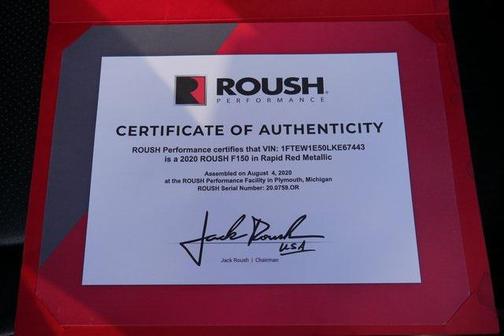 R ROUSH®
PERFORMANCE
CERTIFICATE OF AUTHENTICITY
ROUSH Performance certifies that VIN: 1FTEW1E50LKE67443
is a 2020 ROUSH F150 in Rapid Red Metallic
Assembled on August 4, 2020
at the ROUSH Performance Facility in Plymouth, Michigan
ROUSH Serial Number: 20.0759.OR
Jack Roush
USA
Jack Roush | Chairman